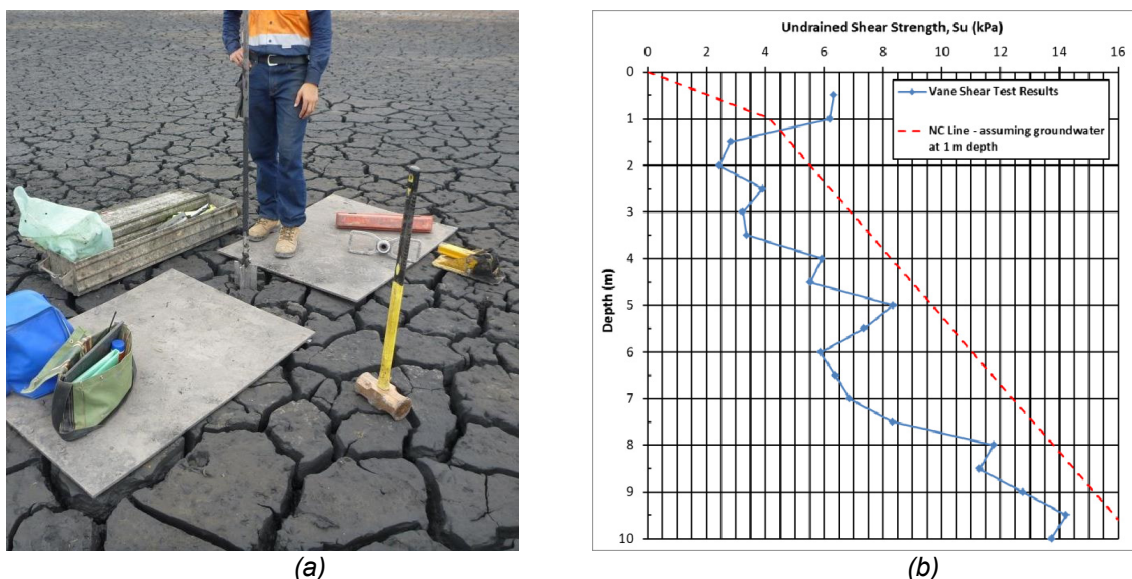 Undrained Shear Strength, Su (kPa)
0 2 4 6 8 10 12 14 16
0
1
2
3
4
5
6
7
8
9
10
Depth (m)
Vane Shear Test Results
NC Line - assuming groundwater
at 1 m depth
(a)
(b)